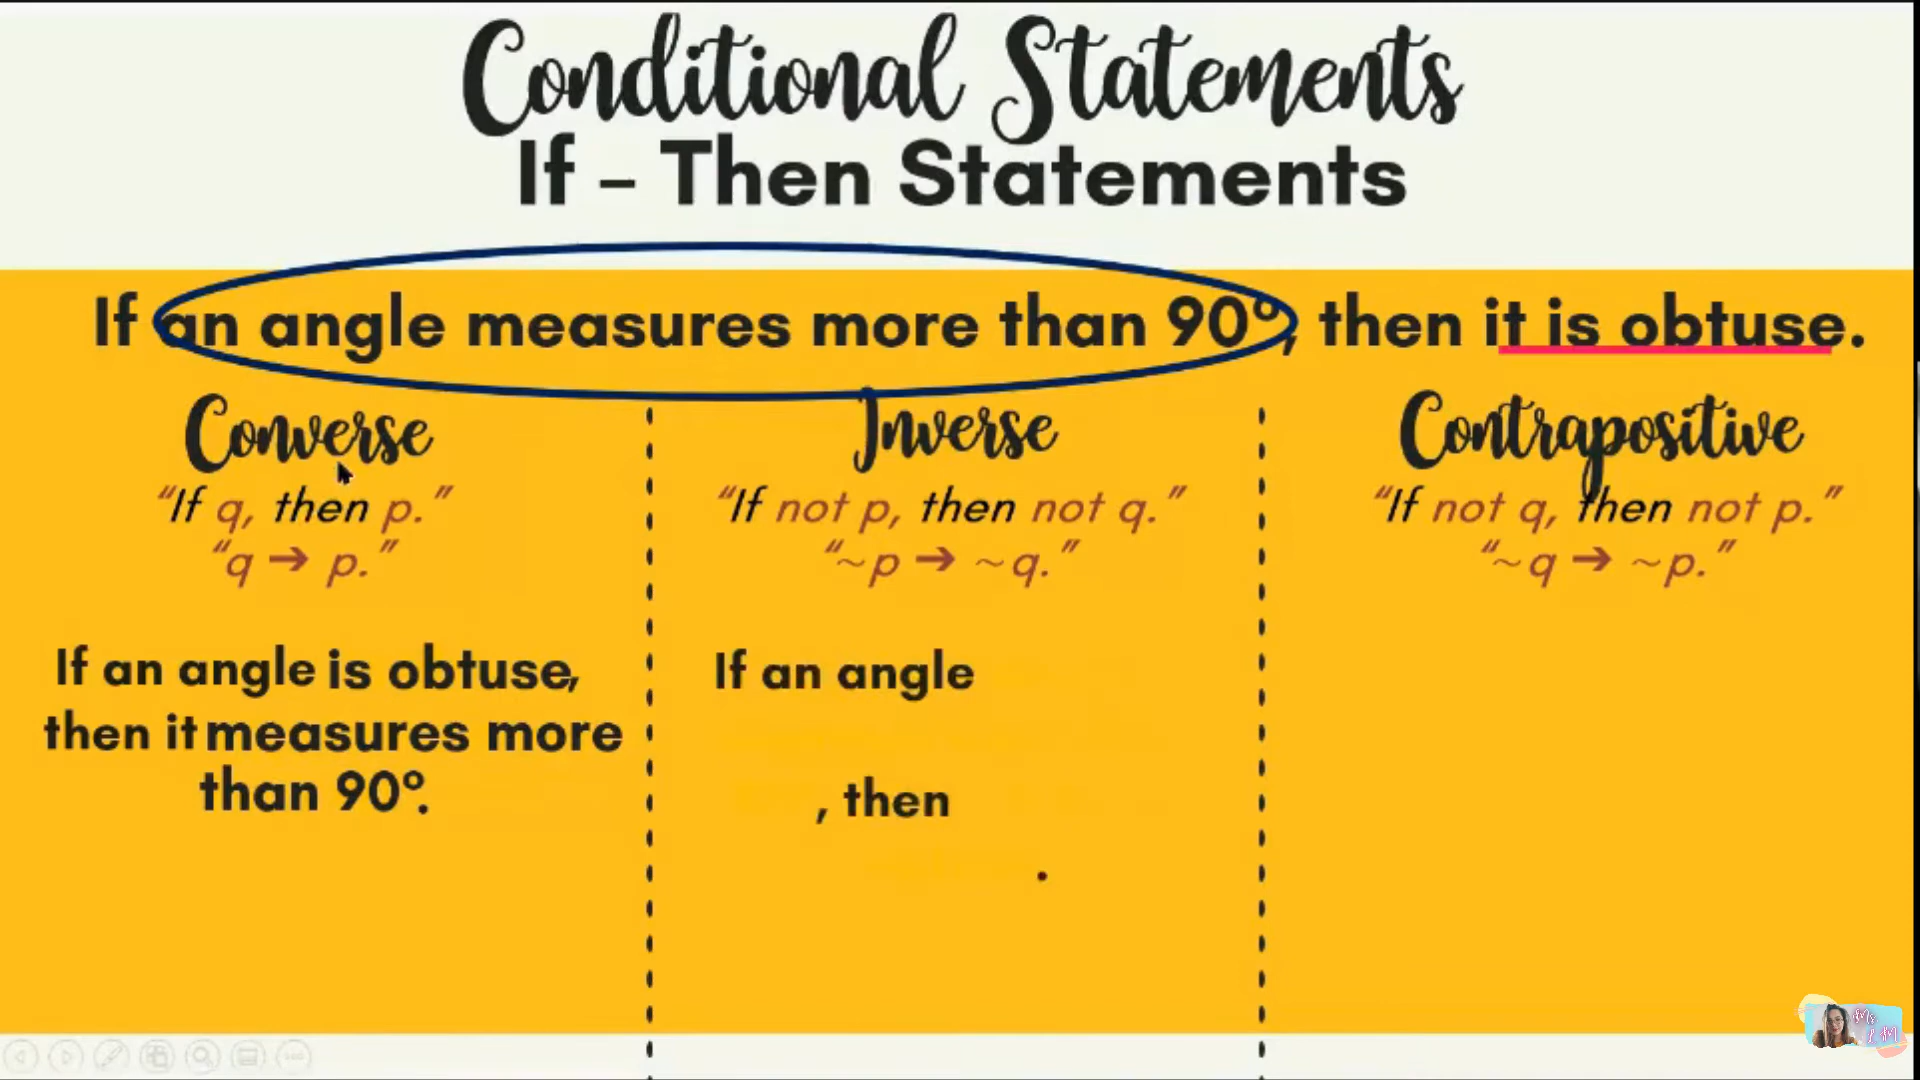 Conditional Statements
If – Then Statements
If an angle measures more than 90°, then it is obtuse.
Converse
“If q, then p.”
“q ➔ p.”
If an angle is obtuse,
then it measures more
than 90°.
Inverse
“If not p, then not q.”
“~p ➔ ~q.”
If an angle
, then
.
Contrapositive
“If not q, then not p.”
“~q ➔ ~p.”